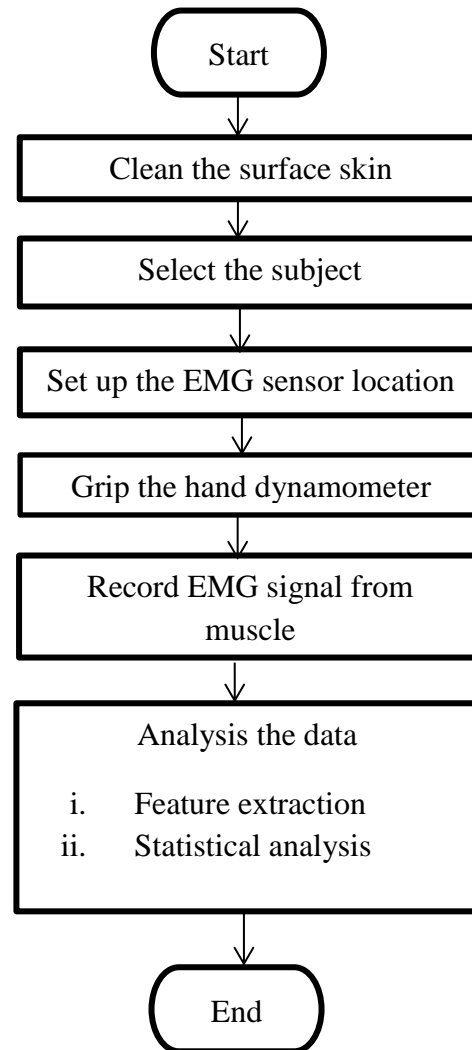 Start
Clean the surface skin
Select the subject
Set up the EMG sensor location
Grip the hand dynamometer
Record EMG signal from
muscle
Analysis the data
i. Feature extraction
ii. Statistical analysis
End